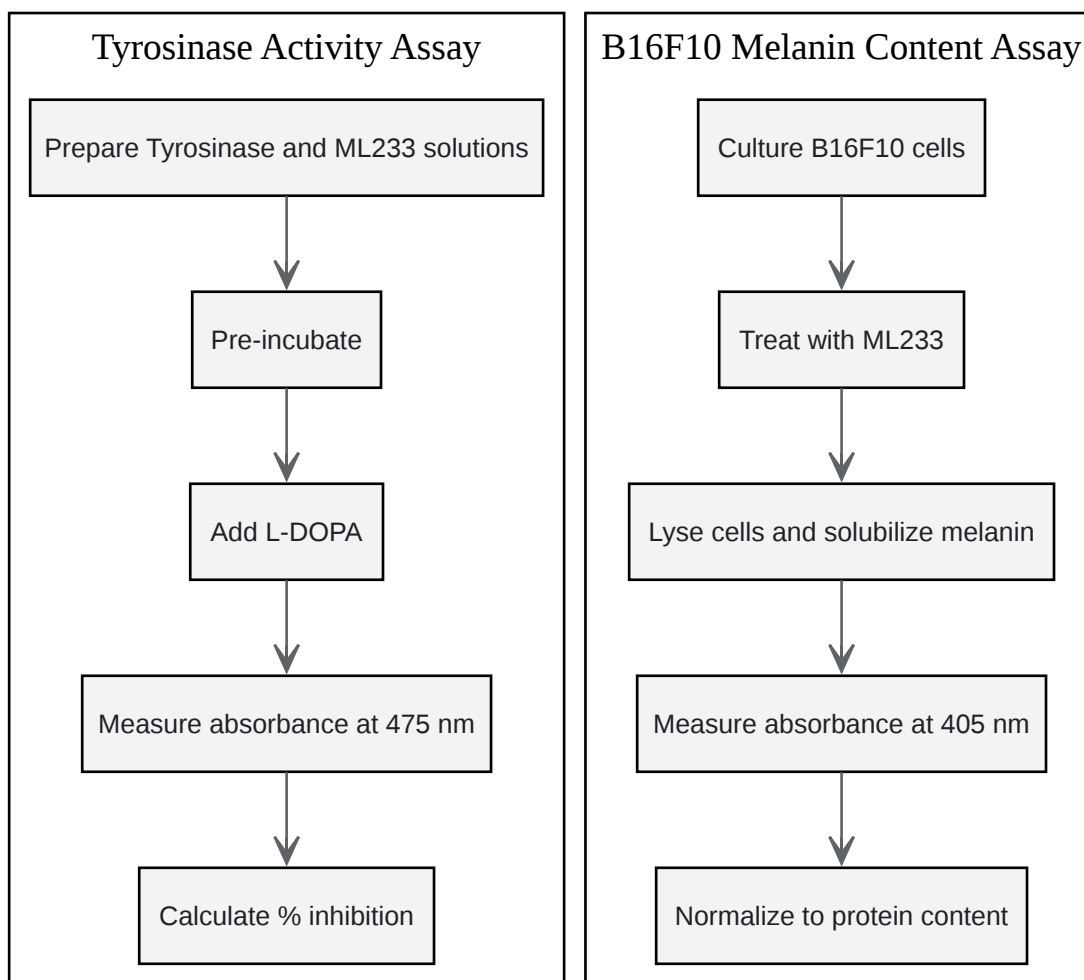 Tyrosinase Activity Assay
Prepare Tyrosinase and ML233 solutions
Pre-incubate
Add L-DOPA
Measure absorbance at 475 nm
Calculate % inhibition
B16F10 Melanin Content Assay
Culture B16F10 cells
Treat with ML233
Lyse cells and solubilize melanin
Measure absorbance at 405 nm
Normalize to protein content